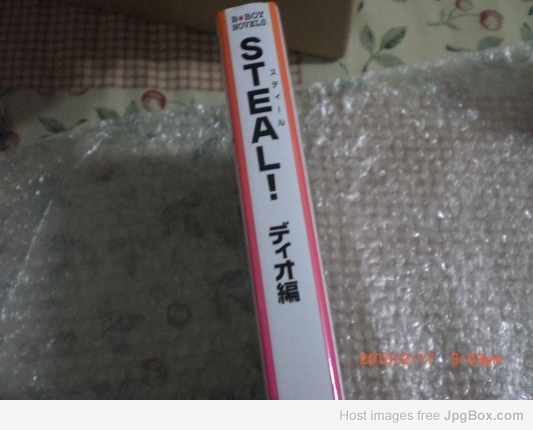 B★BOY
NOVELS
STEAL!
スティール
ディオ編
Host images free JpgBox.com